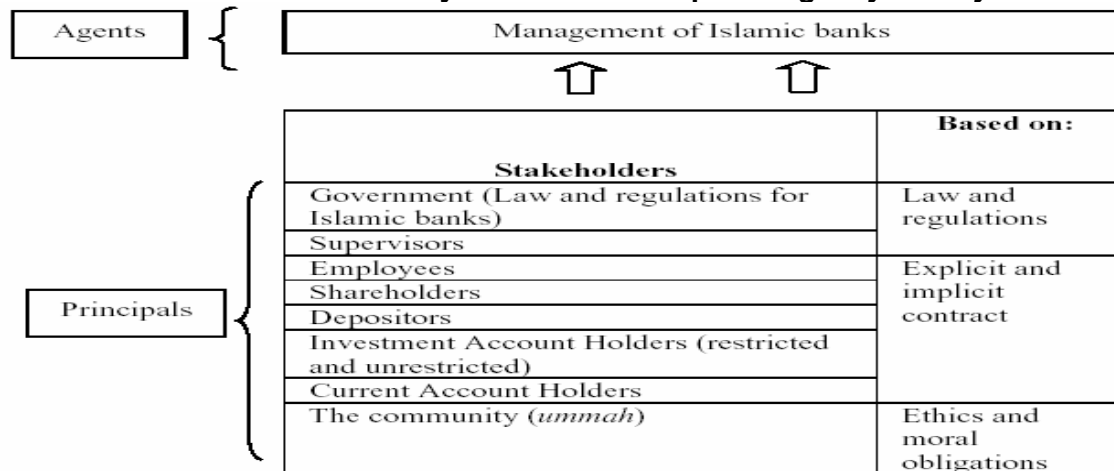 Agents
Management of Islamic banks
Based on:
Stakeholders
Government (Law and regulations for
Islamic banks)
Law and
regulations
Supervisors
Employees
Explicit and
implicit
contract
Shareholders
Principals
Depositors
Investment Account Holders (restricted
and unrestricted)
Current Account Holders
The community (ummah)
Ethics and
moral
obligations